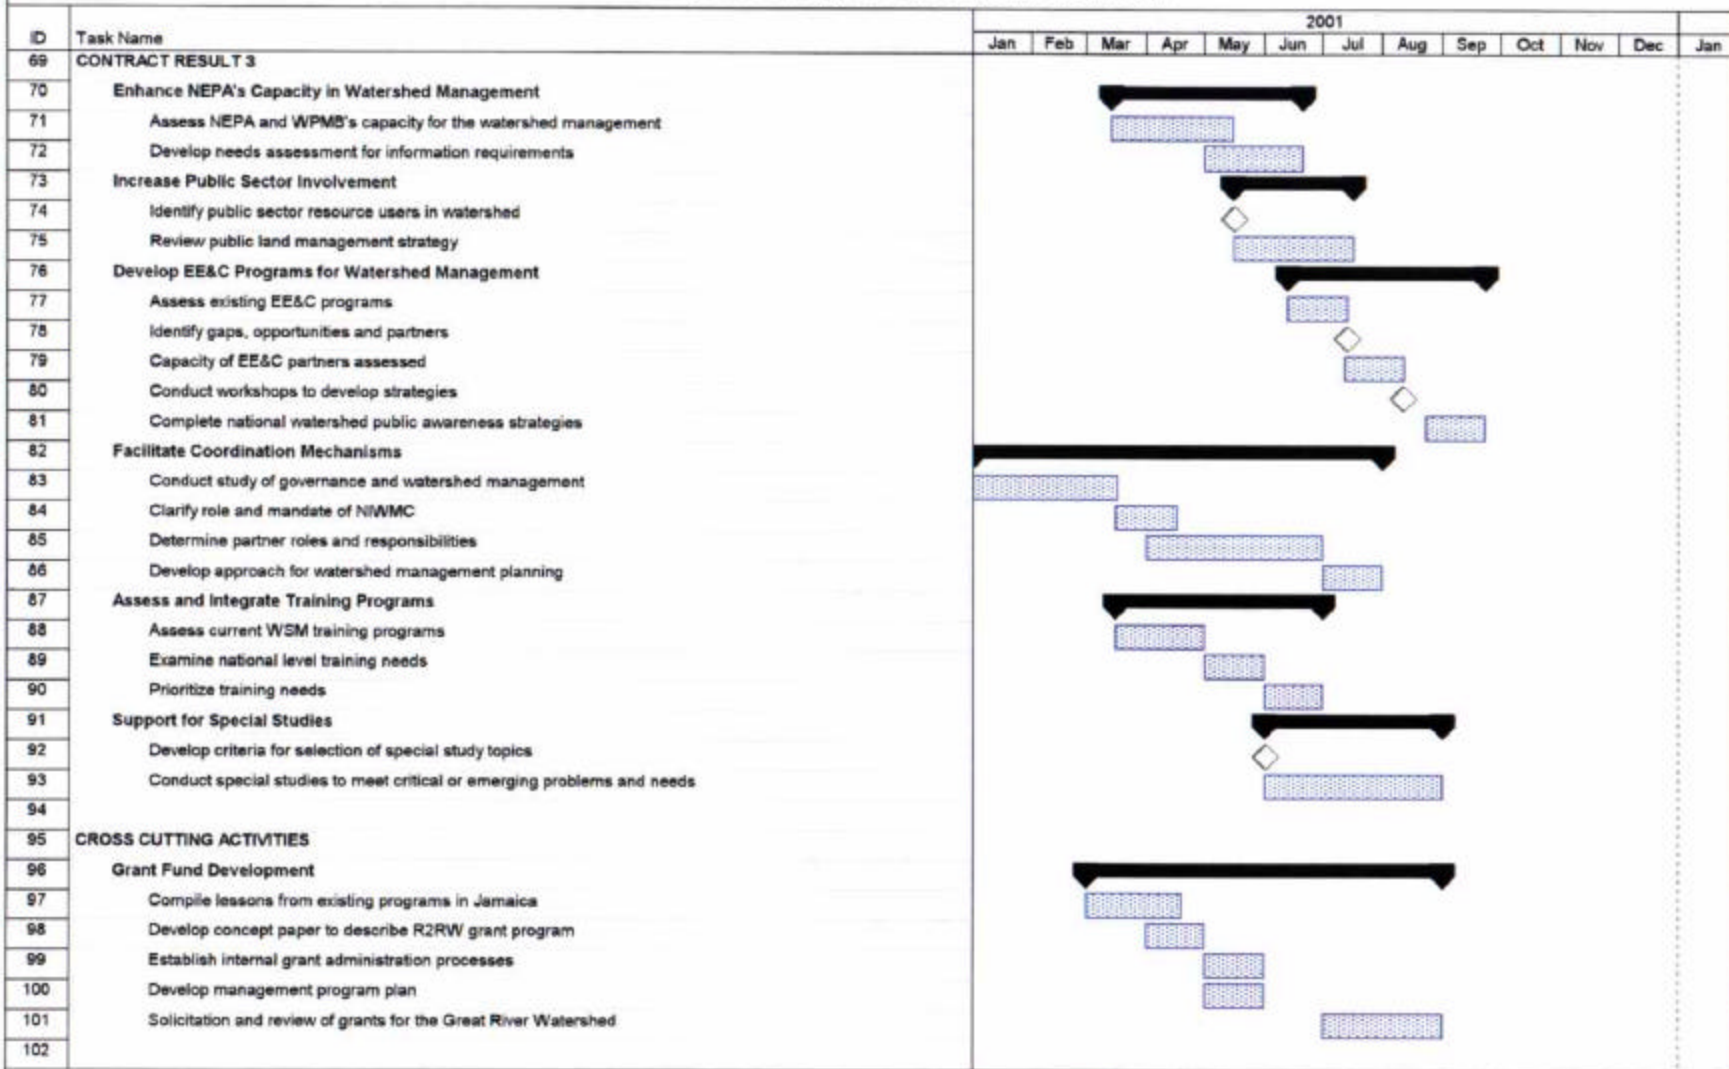 2001
ID Task Name Jan Feb Mar Apr May Jun Jul Aug Sep Oct Nov Dec Jan
69 CONTRACT RESULT 3
70 Enhance NEPA's Capacity in Watershed Management
71 Assess NEPA and WPMB's capacity for the watershed management
72 Develop needs assessment for information requirements
73 Increase Public Sector Involvement
74 Identify public sector resource users in watershed
75 Review public land management strategy
76 Develop EE&C Programs for Watershed Management
77 Assess existing EE&C programs
78 Identify gaps, opportunities and partners
79 Capacity of EE&C partners assessed
80 Conduct workshops to develop strategies
81 Complete national watershed public awareness strategies
82 Facilitate Coordination Mechanisms
83 Conduct study of governance and watershed management
84 Clarify role and mandate of NIWMC
85 Determine partner roles and responsibilities
86 Develop approach for watershed management planning
87 Assess and Integrate Training Programs
88 Assess current WSM training programs
89 Examine national level training needs
90 Prioritize training needs
91 Support for Special Studies
92 Develop criteria for selection of special study topics
93 Conduct special studies to meet critical or emerging problems and needs
94
95 CROSS CUTTING ACTIVITIES
96 Grant Fund Development
97 Compile lessons from existing programs in Jamaica
98 Develop concept paper to describe R2RW grant program
99 Establish internal grant administration processes
100 Develop management program plan
101 Solicitation and review of grants for the Great River Watershed
102